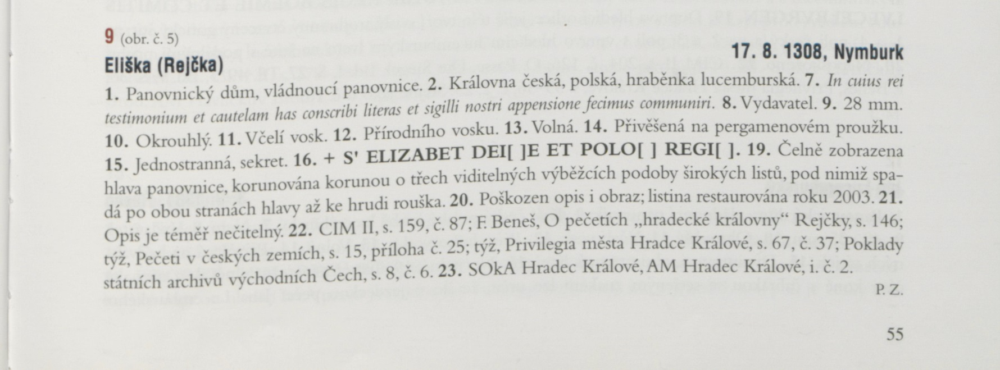 9 (obr. č. 5)
Eliška (Rejčka) 17. 8. 1308, Nymburk
1. Panovnický dům, vládnoucí panovnice. 2. Královna česká, polská, hraběnka lucemburská. 7. In cuius rei
testimonium et cautelam has conscribi literas et sigilli nostri appensione fecimus communiri. 8. Vydavatel. 9. 28 mm.
10. Okrouhlý. 11. Včelí vosk. 12. Přírodního vosku. 13. Volná. 14. Přivěšená na pergamenovém proužku.
15. Jednostranná, sekret. 16. + S' ELIZABET DEI[ ]E ET POLO[ ] REGI[ ]. 19. Čelně zobrazena
hlava panovnice, korunována korunou o třech viditelných výběžcích podoby širokých listů, pod nimiž spa-
dá po obou stranách hlavy až ke hrudi rouška. 20. Poškozen opis i obraz; listina restaurována roku 2003. 21.
Opis je téměř nečitelný. 22. CIM II, s. 159, č. 87; F. Beneš, O pečetích „hradecké královny“ Rejčky, s. 146;
týž, Pečeti v českých zemích, s. 15, příloha č. 25; týž, Privilegia města Hradce Králové, s. 67, č. 37; Poklady
státních archivů východních Čech, s. 8, č. 6. 23. SOkA Hradec Králové, AM Hradec Králové, i. č. 2.
P. Z.
55